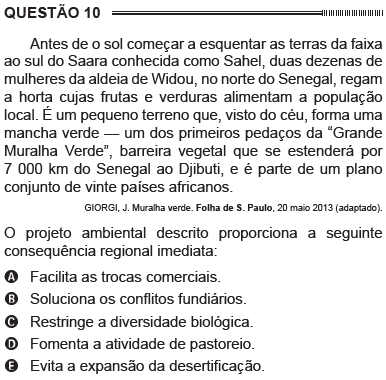 QUESTÃO 10
Antes de o sol começar a esquentar as terras da faixa
ao sul do Saara conhecida como Sahel, duas dezenas de
mulheres da aldeia de Widou, no norte do Senegal, regam
a horta cujas frutas e verduras alimentam a população
local. É um pequeno terreno que, visto do céu, forma uma
mancha verde — um dos primeiros pedaços da “Grande
Muralha Verde”, barreira vegetal que se estenderá por
7 000 km do Senegal ao Djibuti, e é parte de um plano
conjunto de vinte países africanos.
GIORGI, J. Muralha verde. Folha de S. Paulo, 20 maio 2013 (adaptado).
O projeto ambiental descrito proporciona a seguinte
consequência regional imediata:
A Facilita as trocas comerciais.
B Soluciona os conflitos fundiários.
C Restringe a diversidade biológica.
D Fomenta a atividade de pastoreio.
E Evita a expansão da desertificação.